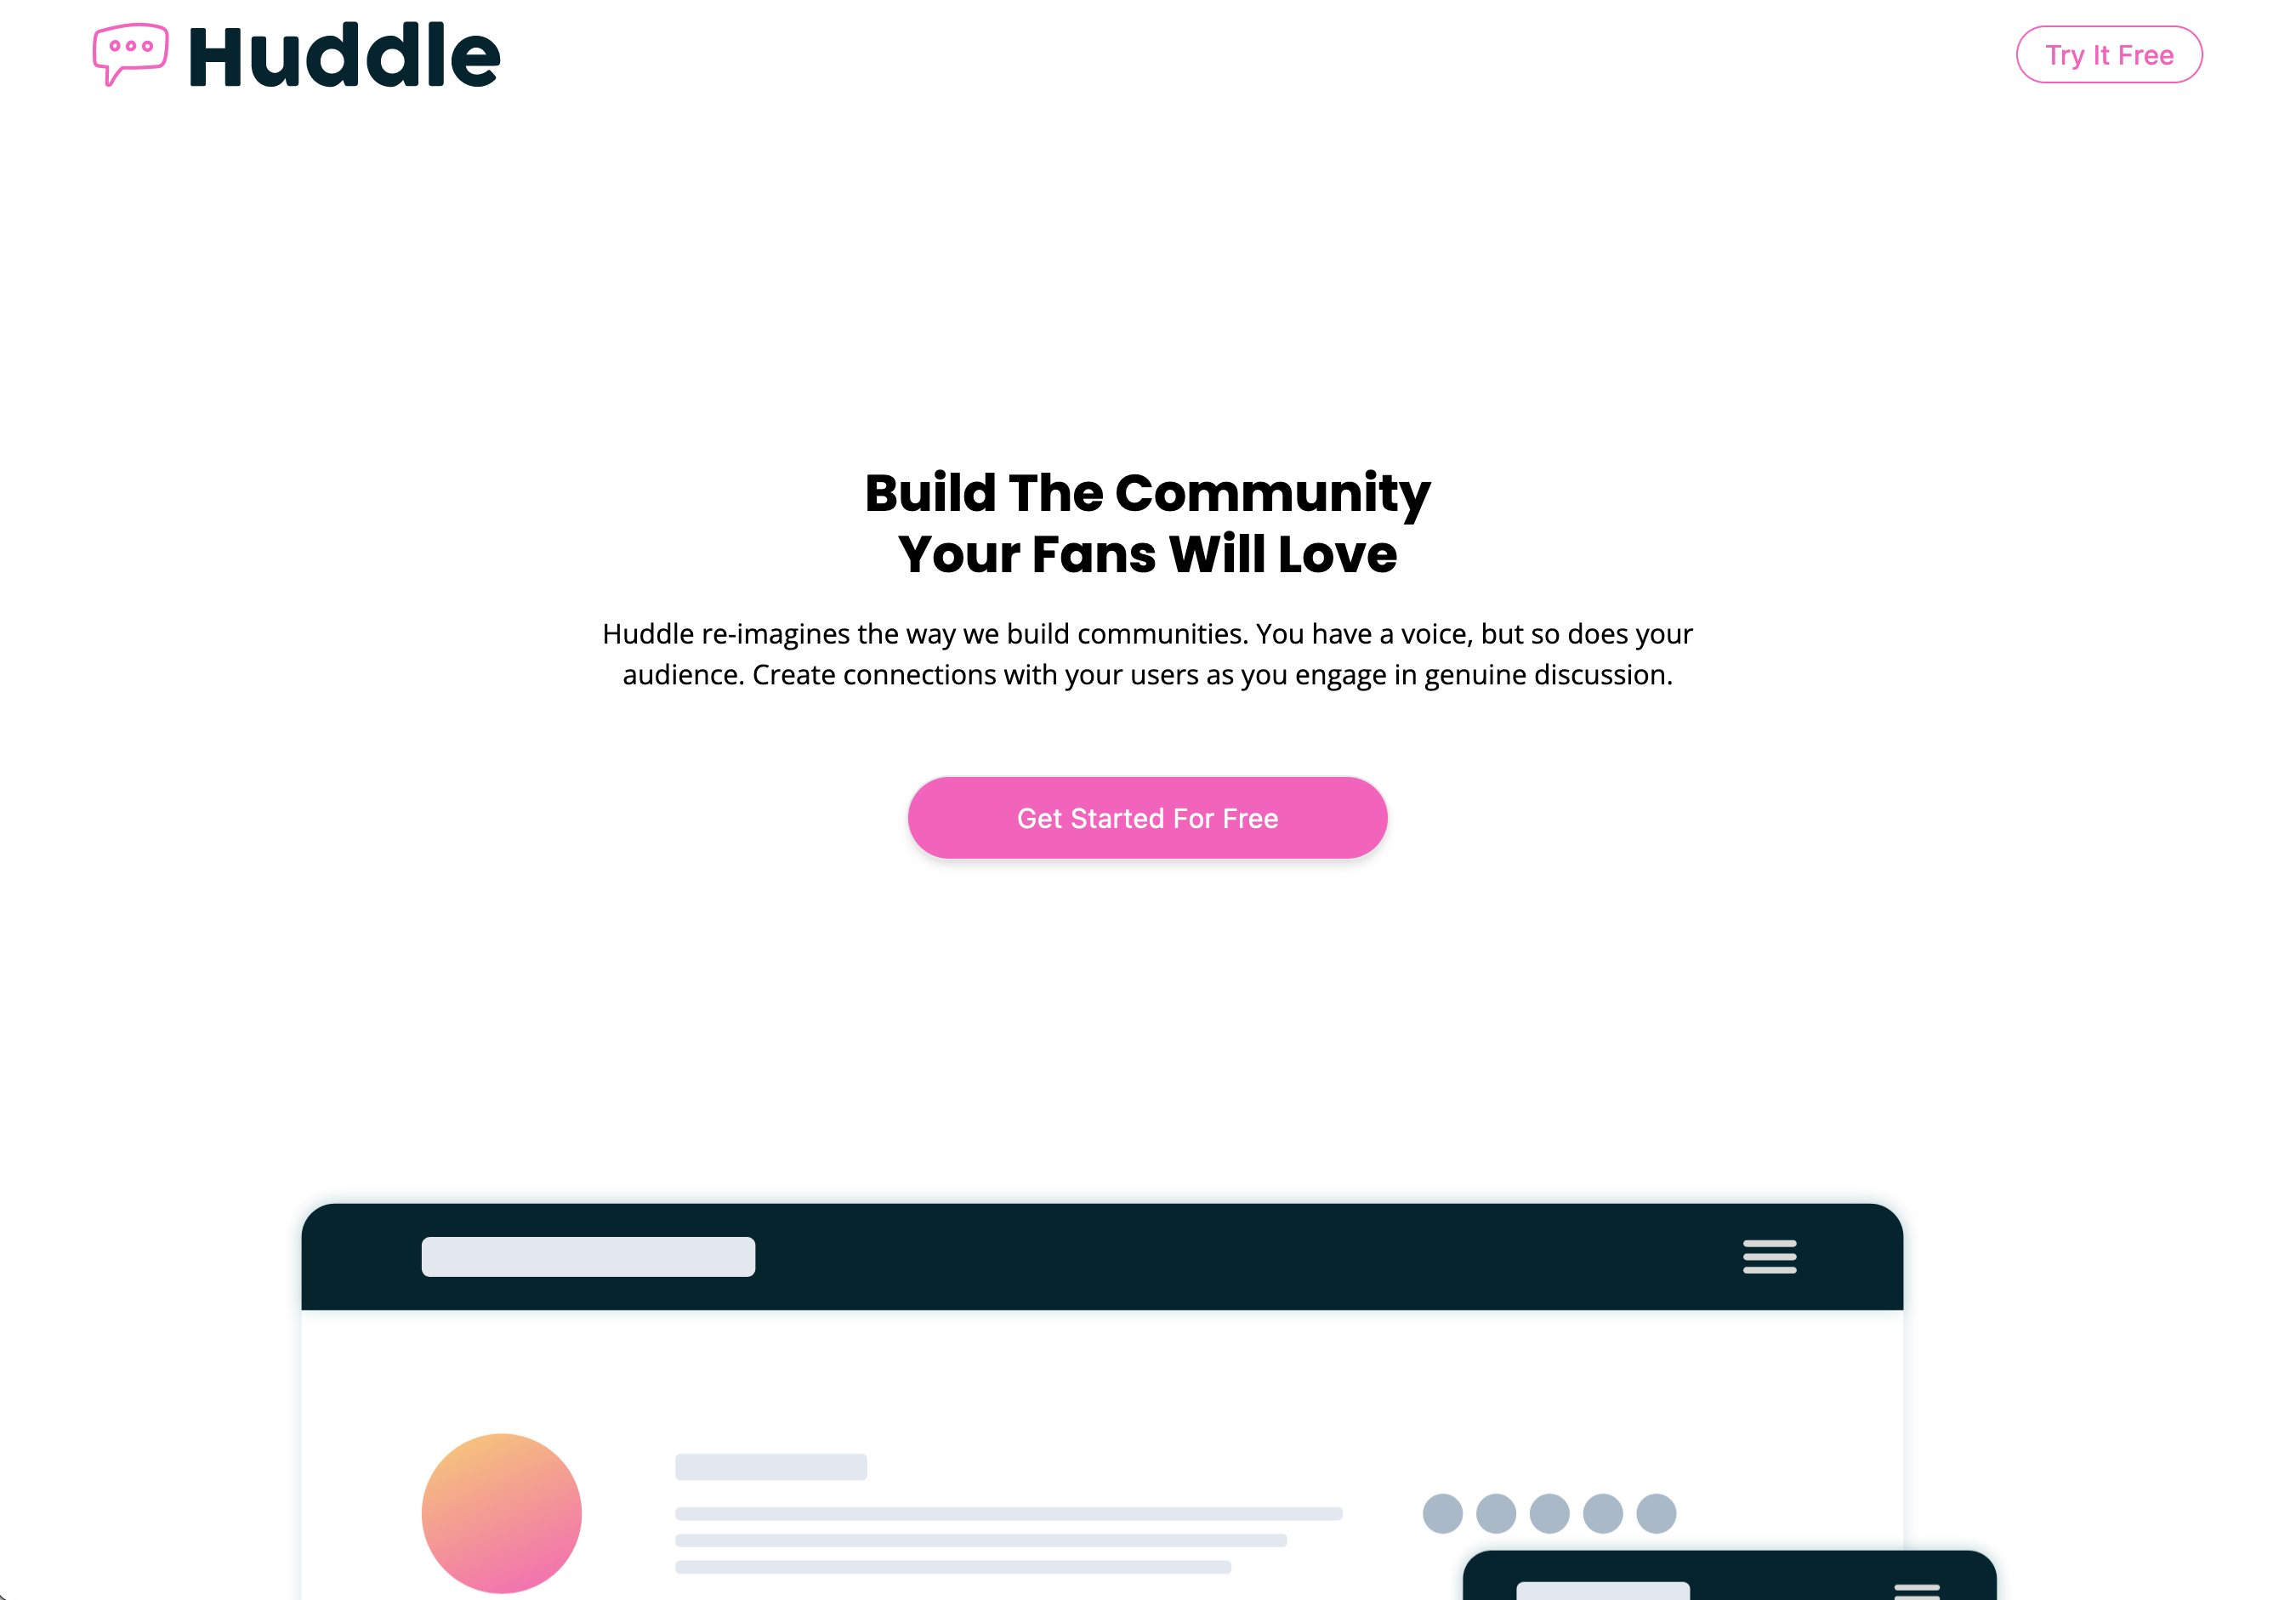 Huddle
Try It Free
Build The Community
Your Fans Will Love
Huddle re-imagines the way we build communities. You have a voice, but so does your
audience. Create connections with your users as you engage in genuine discussion.
Get Started For Free